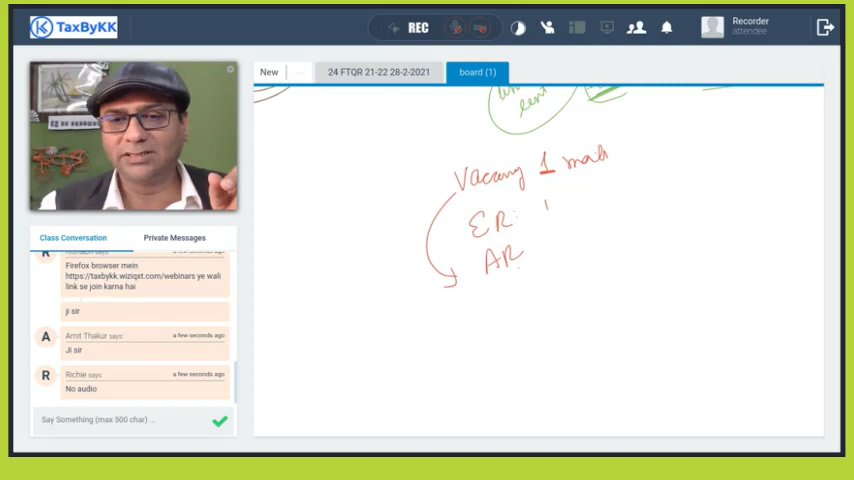 TaxByKK
REC
Recorder
attendee
New
24 FTQR 21-22 28-2-2021
board (1)
rent
Vacancy 1 month
ER:
AR
Class Conversation
Private Messages
R
a few seconds ago
Firefox browser mein
https://taxbykk.wiziqxt.com/webinars ye wali
link se join karna hai
ji sir
A
Amit Thakur says:
a few seconds ago
Ji sir
R
Richie says:
a few seconds ago
No audio
Say Something (max 500 char) ...